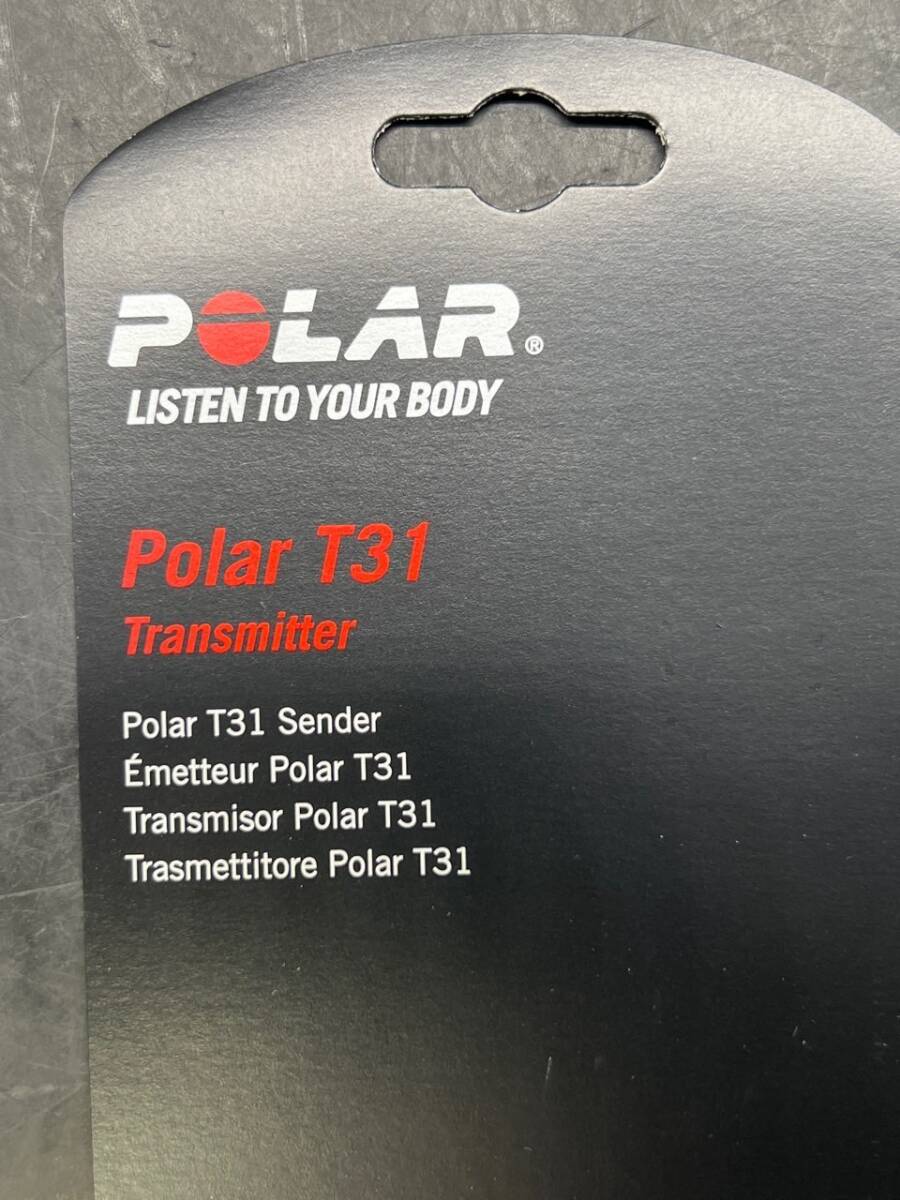 POLAR®
LISTEN TO YOUR BODY
Polar T31
Transmitter
Polar T31 Sender
Émetteur Polar T31
Transmisor Polar T31
Trasmettitore Polar T31